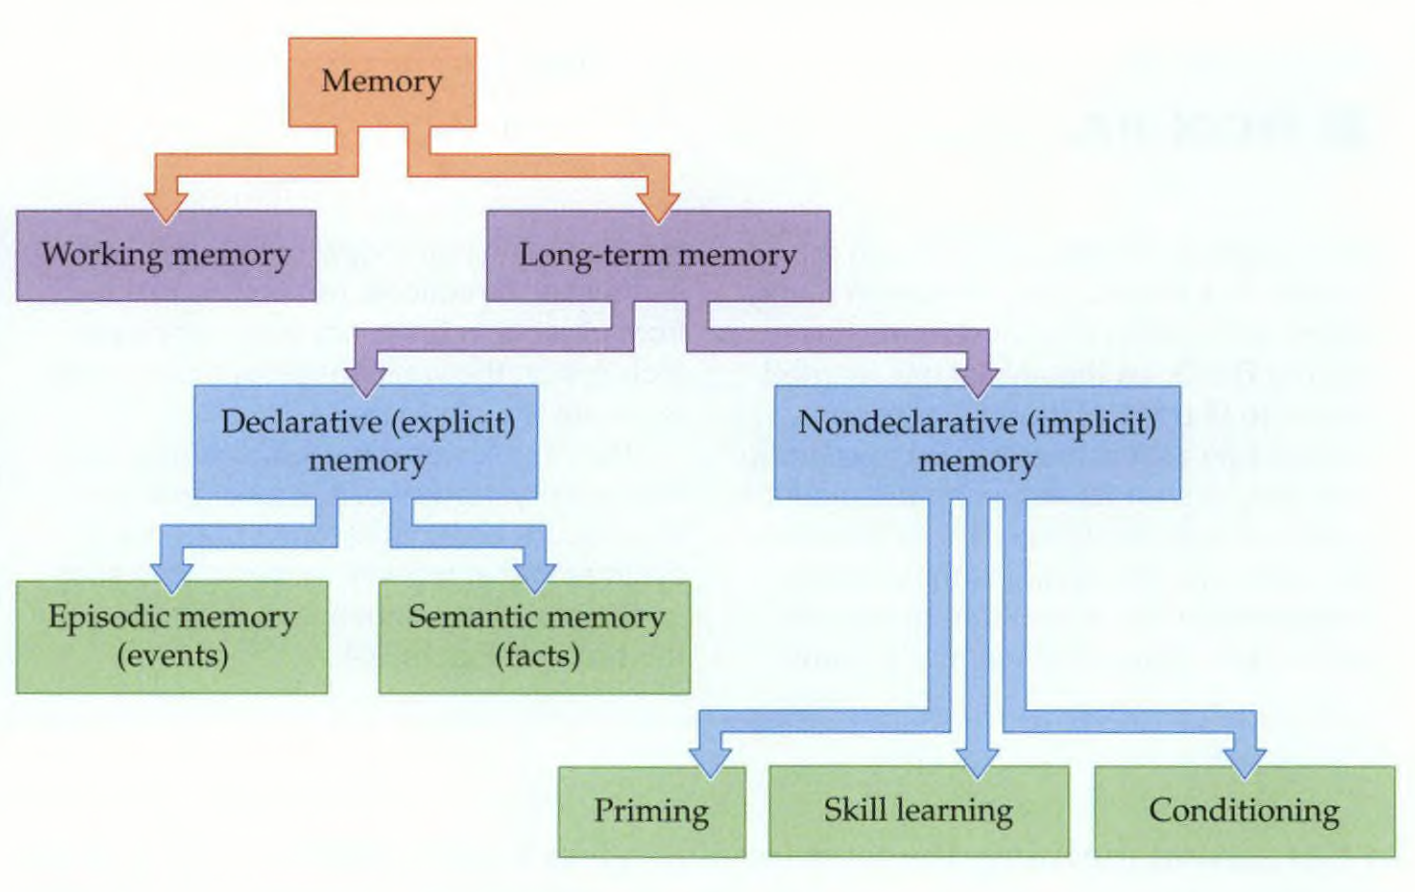 Memory
Working memory
Long-term memory
Declarative (explicit)
memory
Nondeclarative (implicit)
memory
Episodic memory
(events)
Semantic memory
(facts)
Priming
Skill learning
Conditioning